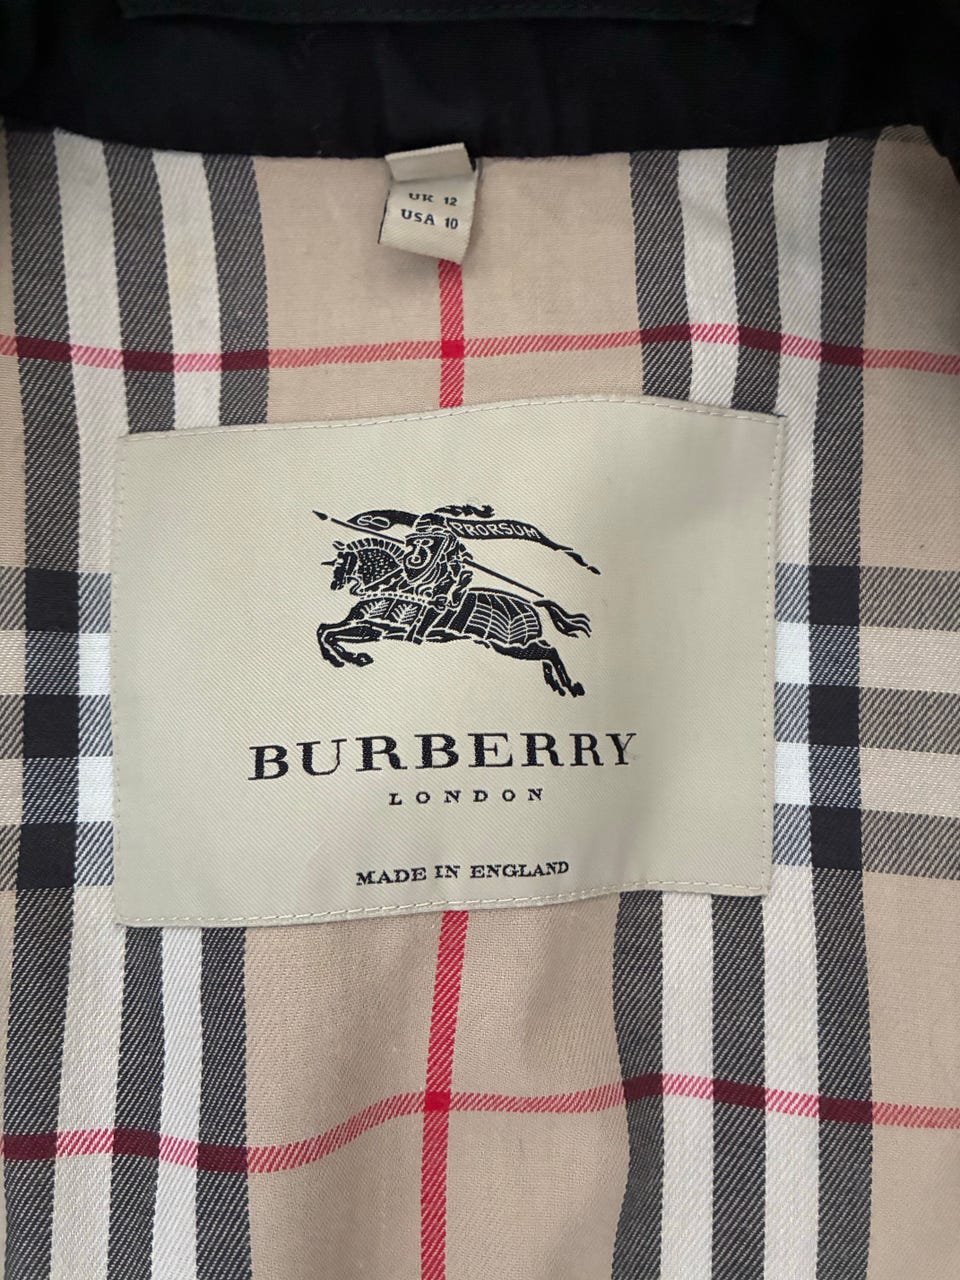 UK 12
USA 10
PRORSUM
B
BURBERRY
LONDON
MADE IN ENGLAND